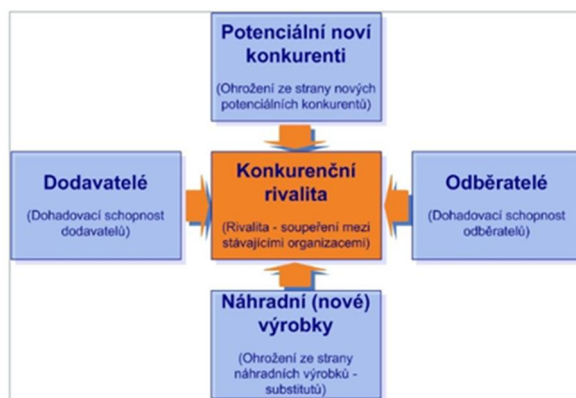 Potenciální noví
konkurenti
(Ohrožení ze strany nových
potenciálních konkurentů)
Dodavatelé
(Dohadovací schopnost
dodavatelů)
Konkurenční
rivalita
(Rivalita - soupeření mezi
stávajícími organizacemi)
Odběratelé
(Dohadovací schopnost
odběratelů)
Náhradní (nové)
výrobky
(Ohrožení ze strany
náhradních výrobků -
substitutů)